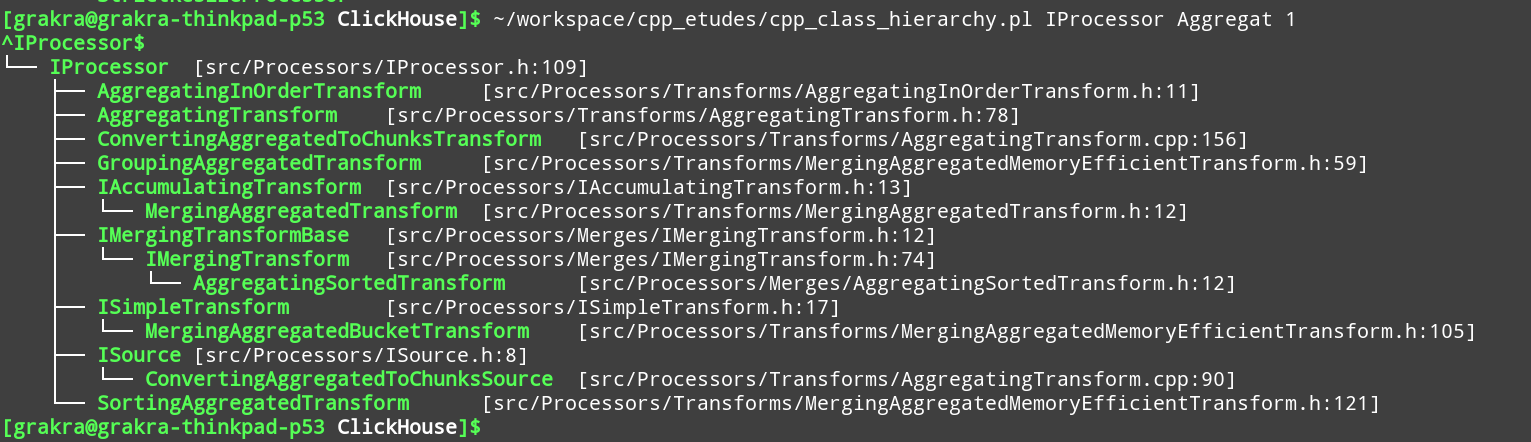 [grakra@grakra-thinkpad-p53 ClickHouse]$ ~/workspace/cpp_etudes/cpp_class_hierarchy.pl IProcessor Aggregat 1
^IProcessor$
└── IProcessor  [src/Processors/IProcessor.h:109]
    ├── AggregatingInOrderTransform     [src/Processors/Transforms/AggregatingInOrderTransform.h:11]
    ├── AggregatingTransform    [src/Processors/Transforms/AggregatingTransform.h:78]
    ├── ConvertingAggregatedToChunksTransform   [src/Processors/Transforms/AggregatingTransform.cpp:156]
    ├── GroupingAggregatedTransform     [src/Processors/Transforms/MergingAggregatedMemoryEfficientTransform.h:59]
    ├── IAccumulatingTransform  [src/Processors/IAccumulatingTransform.h:13]
    │   └── MergingAggregatedTransform  [src/Processors/Transforms/MergingAggregatedTransform.h:12]
    ├── IMergingTransformBase   [src/Processors/Merges/IMergingTransform.h:12]
    │   └── IMergingTransform   [src/Processors/Merges/IMergingTransform.h:74]
    │       └── AggregatingSortedTransform      [src/Processors/Merges/AggregatingSortedTransform.h:12]
    ├── ISimpleTransform        [src/Processors/ISimpleTransform.h:17]
    │   └── MergingAggregatedBucketTransform    [src/Processors/Transforms/MergingAggregatedMemoryEfficientTransform.h:105]
    ├── ISource [src/Processors/ISource.h:8]
    │   └── ConvertingAggregatedToChunksSource  [src/Processors/Transforms/AggregatingTransform.cpp:90]
    └── SortingAggregatedTransform      [src/Processors/Transforms/MergingAggregatedMemoryEfficientTransform.h:121]
[grakra@grakra-thinkpad-p53 ClickHouse]$